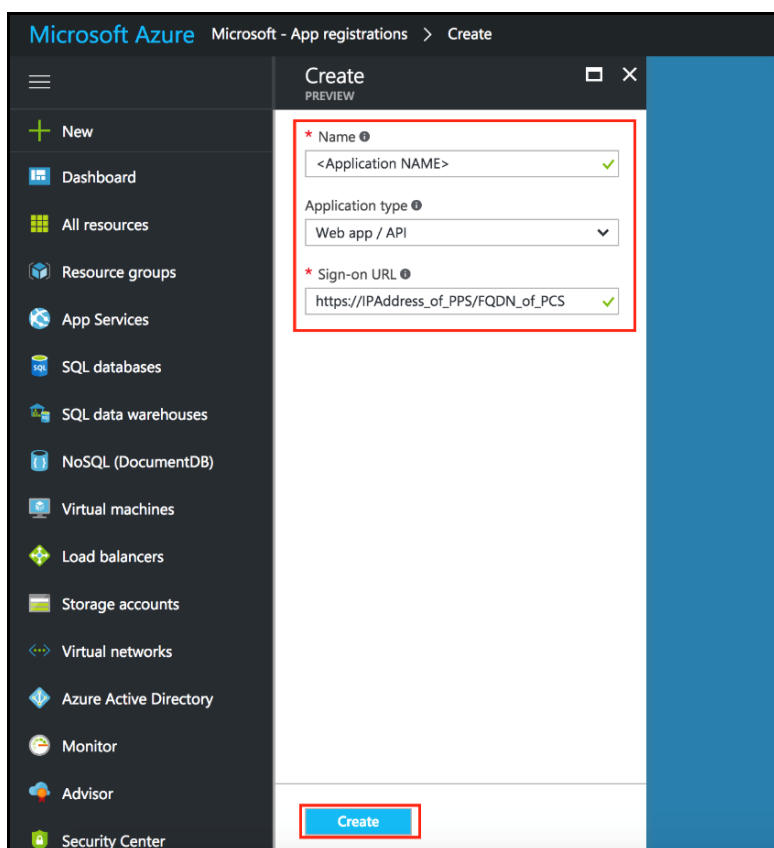 Microsoft Azure Microsoft - App registrations > Create
Create
PREVIEW
New
Dashboard
All resources
Resource groups
App Services
SQL databases
SQL data warehouses
NoSQL (DocumentDB)
Virtual machines
Load balancers
Storage accounts
Virtual networks
Azure Active Directory
Monitor
Advisor
Security Center
* Name
<Application NAME>
Application type
Web app / API
* Sign-on URL
https://IPAddress_of_PPS/FQDN_of_PCS
Create